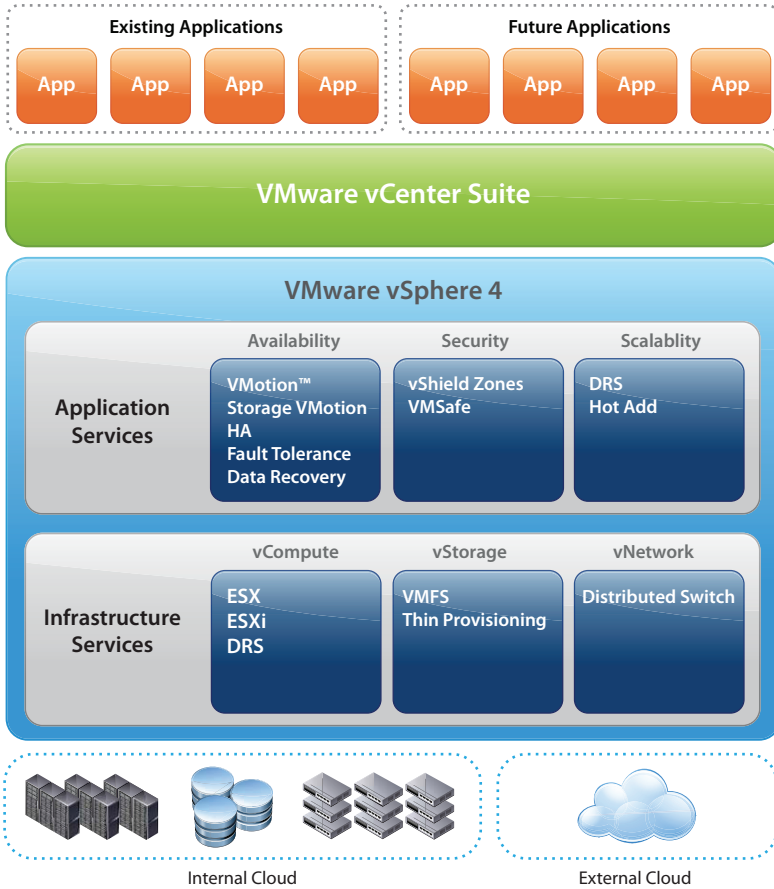 Existing Applications
Future Applications
App App App App
App App App App
VMware vCenter Suite
VMware vSphere 4
Application
Services
Availability
VMotion™
Storage VMotion
HA
Fault Tolerance
Data Recovery
Security
vShield Zones
VMSafe
Scalablity
DRS
Hot Add
Infrastructure
Services
vCompute
ESX
ESXi
DRS
vStorage
VMFS
Thin Provisioning
vNetwork
Distributed Switch
Internal Cloud
External Cloud